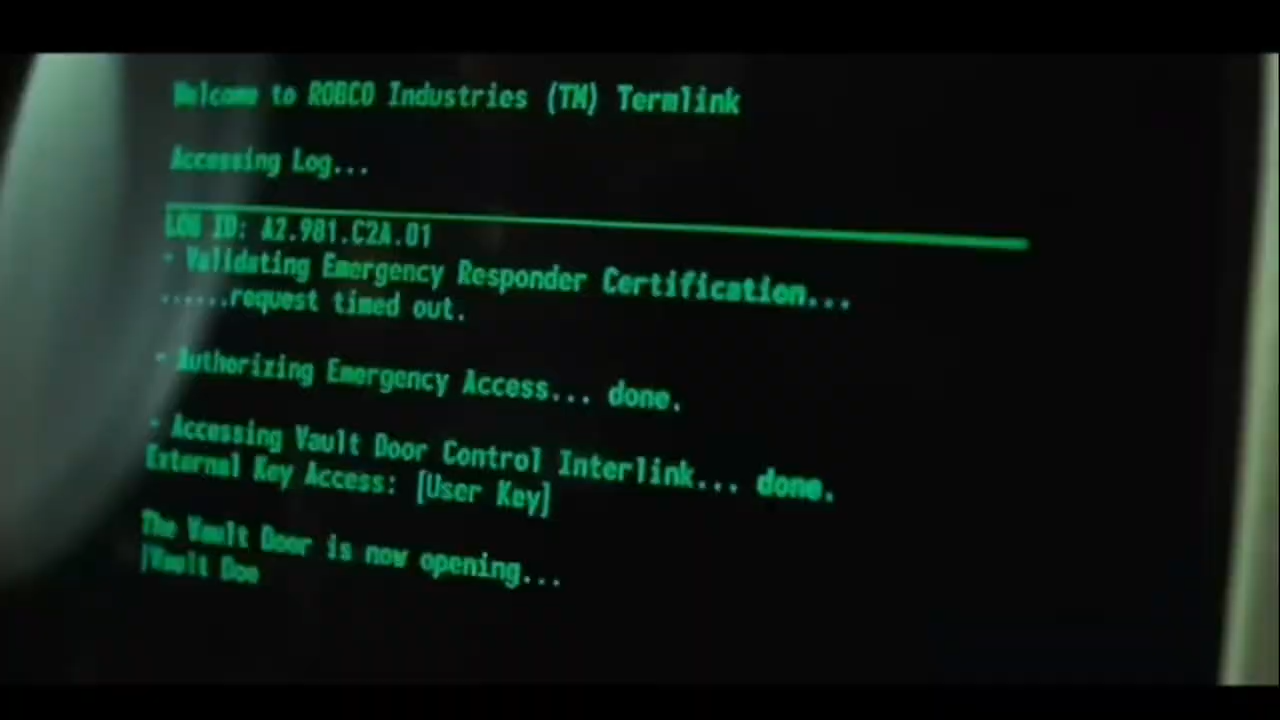 Welcome to ROBCO Industries (TM) Termlink
Accessing Log...
LOG ID: A2.981.C2A.01
- Validating Emergency Responder Certification...
......request timed out.
- Authorizing Emergency Access... done.
- Accessing Vault Door Control Interlink... done.
External Key Access: [User Key]
The Vault Door is now opening...
|Vault Doo